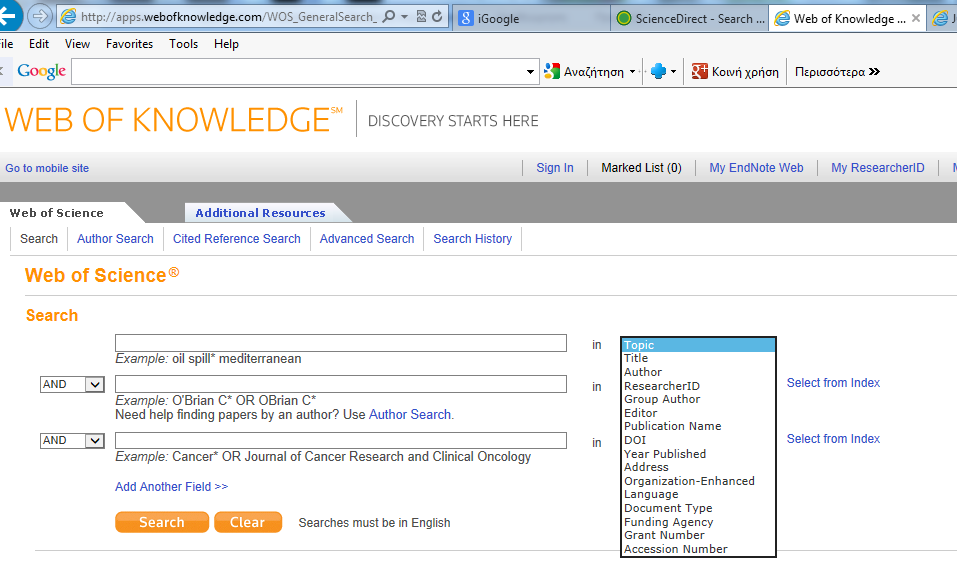 http://apps.webofknowledge.com/WOS_GeneralSearch_
iGoogle
ScienceDirect - Search ...
Web of Knowledge ...
File Edit View Favorites Tools Help
Google Αναζήτηση Κοινή χρήση Περισσότερα »
WEB OF KNOWLEDGE℠ DISCOVERY STARTS HERE
Go to mobile site Sign In Marked List (0) My EndNote Web My ResearcherID
Web of Science Additional Resources
Search Author Search Cited Reference Search Advanced Search Search History
Web of Science®
Search
in
Example: oil spill* mediterranean
AND in Select from Index
Example: O'Brian C* OR OBrian C*
Need help finding papers by an author? Use Author Search.
AND in Select from Index
Example: Cancer* OR Journal of Cancer Research and Clinical Oncology
Add Another Field >>
Search Clear Searches must be in English
Topic
Title
Author
ResearcherID
Group Author
Editor
Publication Name
DOI
Year Published
Address
Organization-Enhanced
Language
Document Type
Funding Agency
Grant Number
Accession Number